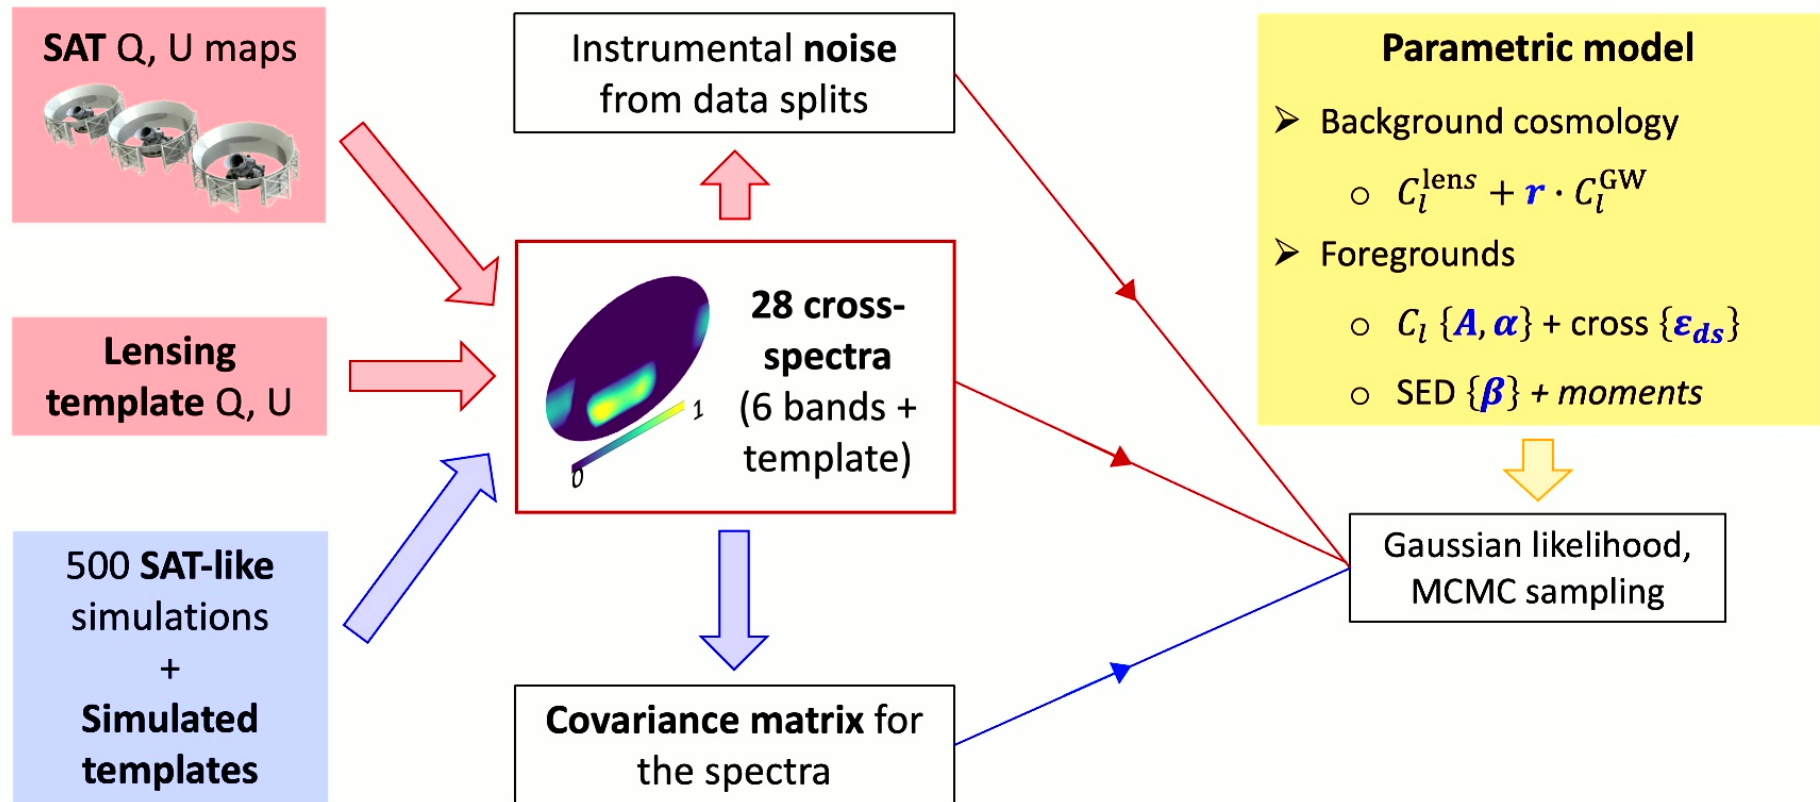 SAT Q, U maps
Lensing
template Q, U
500 SAT-like
simulations
+
Simulated
templates
Instrumental noise
from data splits
28 cross-
spectra
(6 bands +
template)
0
1
Covariance matrix for
the spectra
Parametric model
➢ Background cosmology
o C_l^lens + r · C_l^GW
➢ Foregrounds
o C_l {A, α} + cross {ε_ds}
o SED {β} + moments
Gaussian likelihood,
MCMC sampling